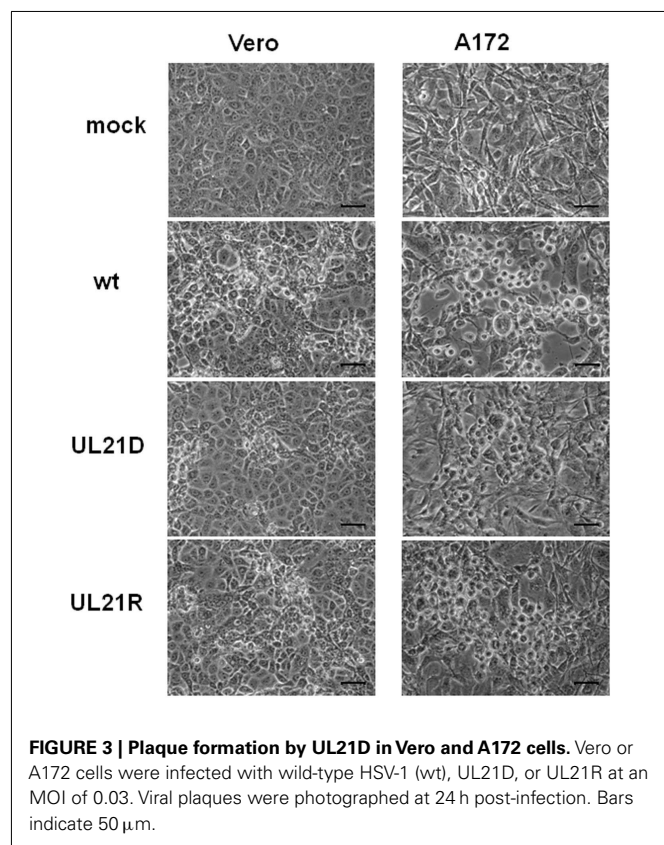 Vero A172
mock
wt
UL21D
UL21R
FIGURE 3 | Plaque formation by UL21D in Vero and A172 cells. Vero or
A172 cells were infected with wild-type HSV-1 (wt), UL21D, or UL21R at an
MOI of 0.03. Viral plaques were photographed at 24 h post-infection. Bars
indicate 50 μm.